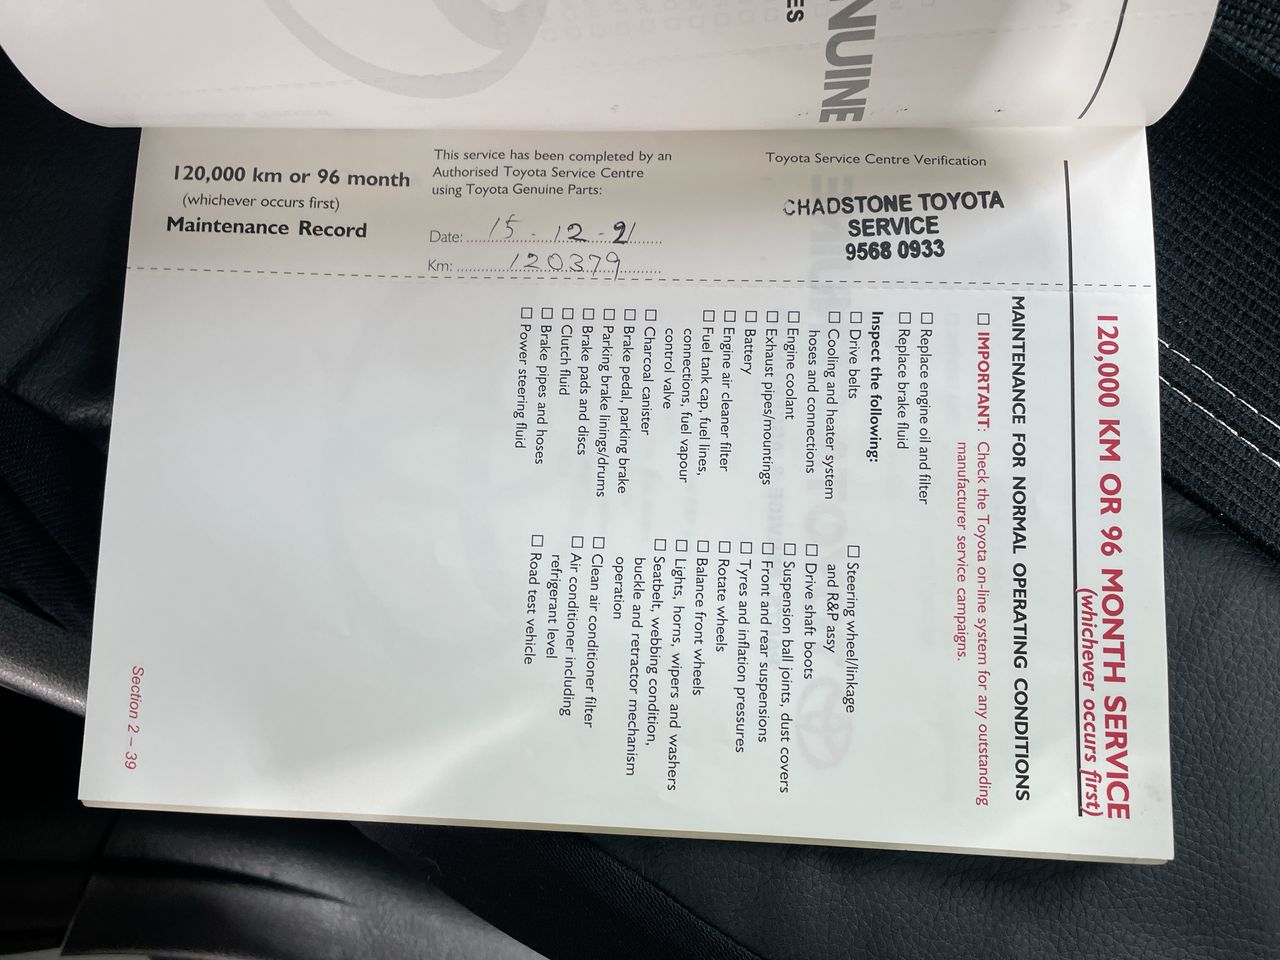 NUINE
ES
120,000 km or 96 month
(whichever occurs first)
Maintenance Record
This service has been completed by an
Authorised Toyota Service Centre
using Toyota Genuine Parts:
Date: 15-12-21
Km: 120379
Toyota Service Centre Verification
CHADSTONE TOYOTA
SERVICE
9568 0933
120,000 KM OR 96 MONTH SERVICE
(whichever occurs first)
MAINTENANCE FOR NORMAL OPERATING CONDITIONS
☐ IMPORTANT: Check the Toyota on-line system for any outstanding
manufacturer service campaigns.
☐ Replace engine oil and filter
☐ Replace brake fluid
Inspect the following:
☐ Drive belts
☐ Cooling and heater system
hoses and connections
☐ Engine coolant
☐ Exhaust pipes/mountings
☐ Battery
☐ Engine air cleaner filter
☐ Fuel tank cap, fuel lines,
connections, fuel vapour
control valve
☐ Charcoal canister
☐ Brake pedal, parking brake
☐ Parking brake linings/drums
☐ Brake pads and discs
☐ Clutch fluid
☐ Brake pipes and hoses
☐ Power steering fluid
☐ Steering wheel/linkage
and R&P assy
☐ Drive shaft boots
☐ Suspension ball joints, dust covers
☐ Front and rear suspensions
☐ Tyres and inflation pressures
☐ Rotate wheels
☐ Balance front wheels
☐ Lights, horns, wipers and washers
☐ Seatbelt, webbing condition,
buckle and retractor mechanism
operation
☐ Clean air conditioner filter
☐ Air conditioner including
refrigerant level
☐ Road test vehicle
Section 2 – 39